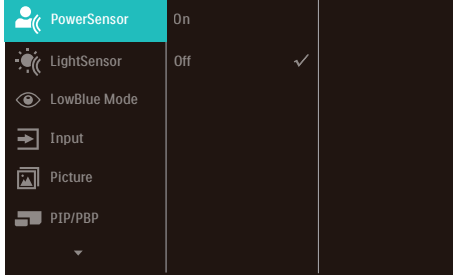 PowerSensor
On
LightSensor
Off
LowBlue Mode
Input
Picture
PIP/PBP